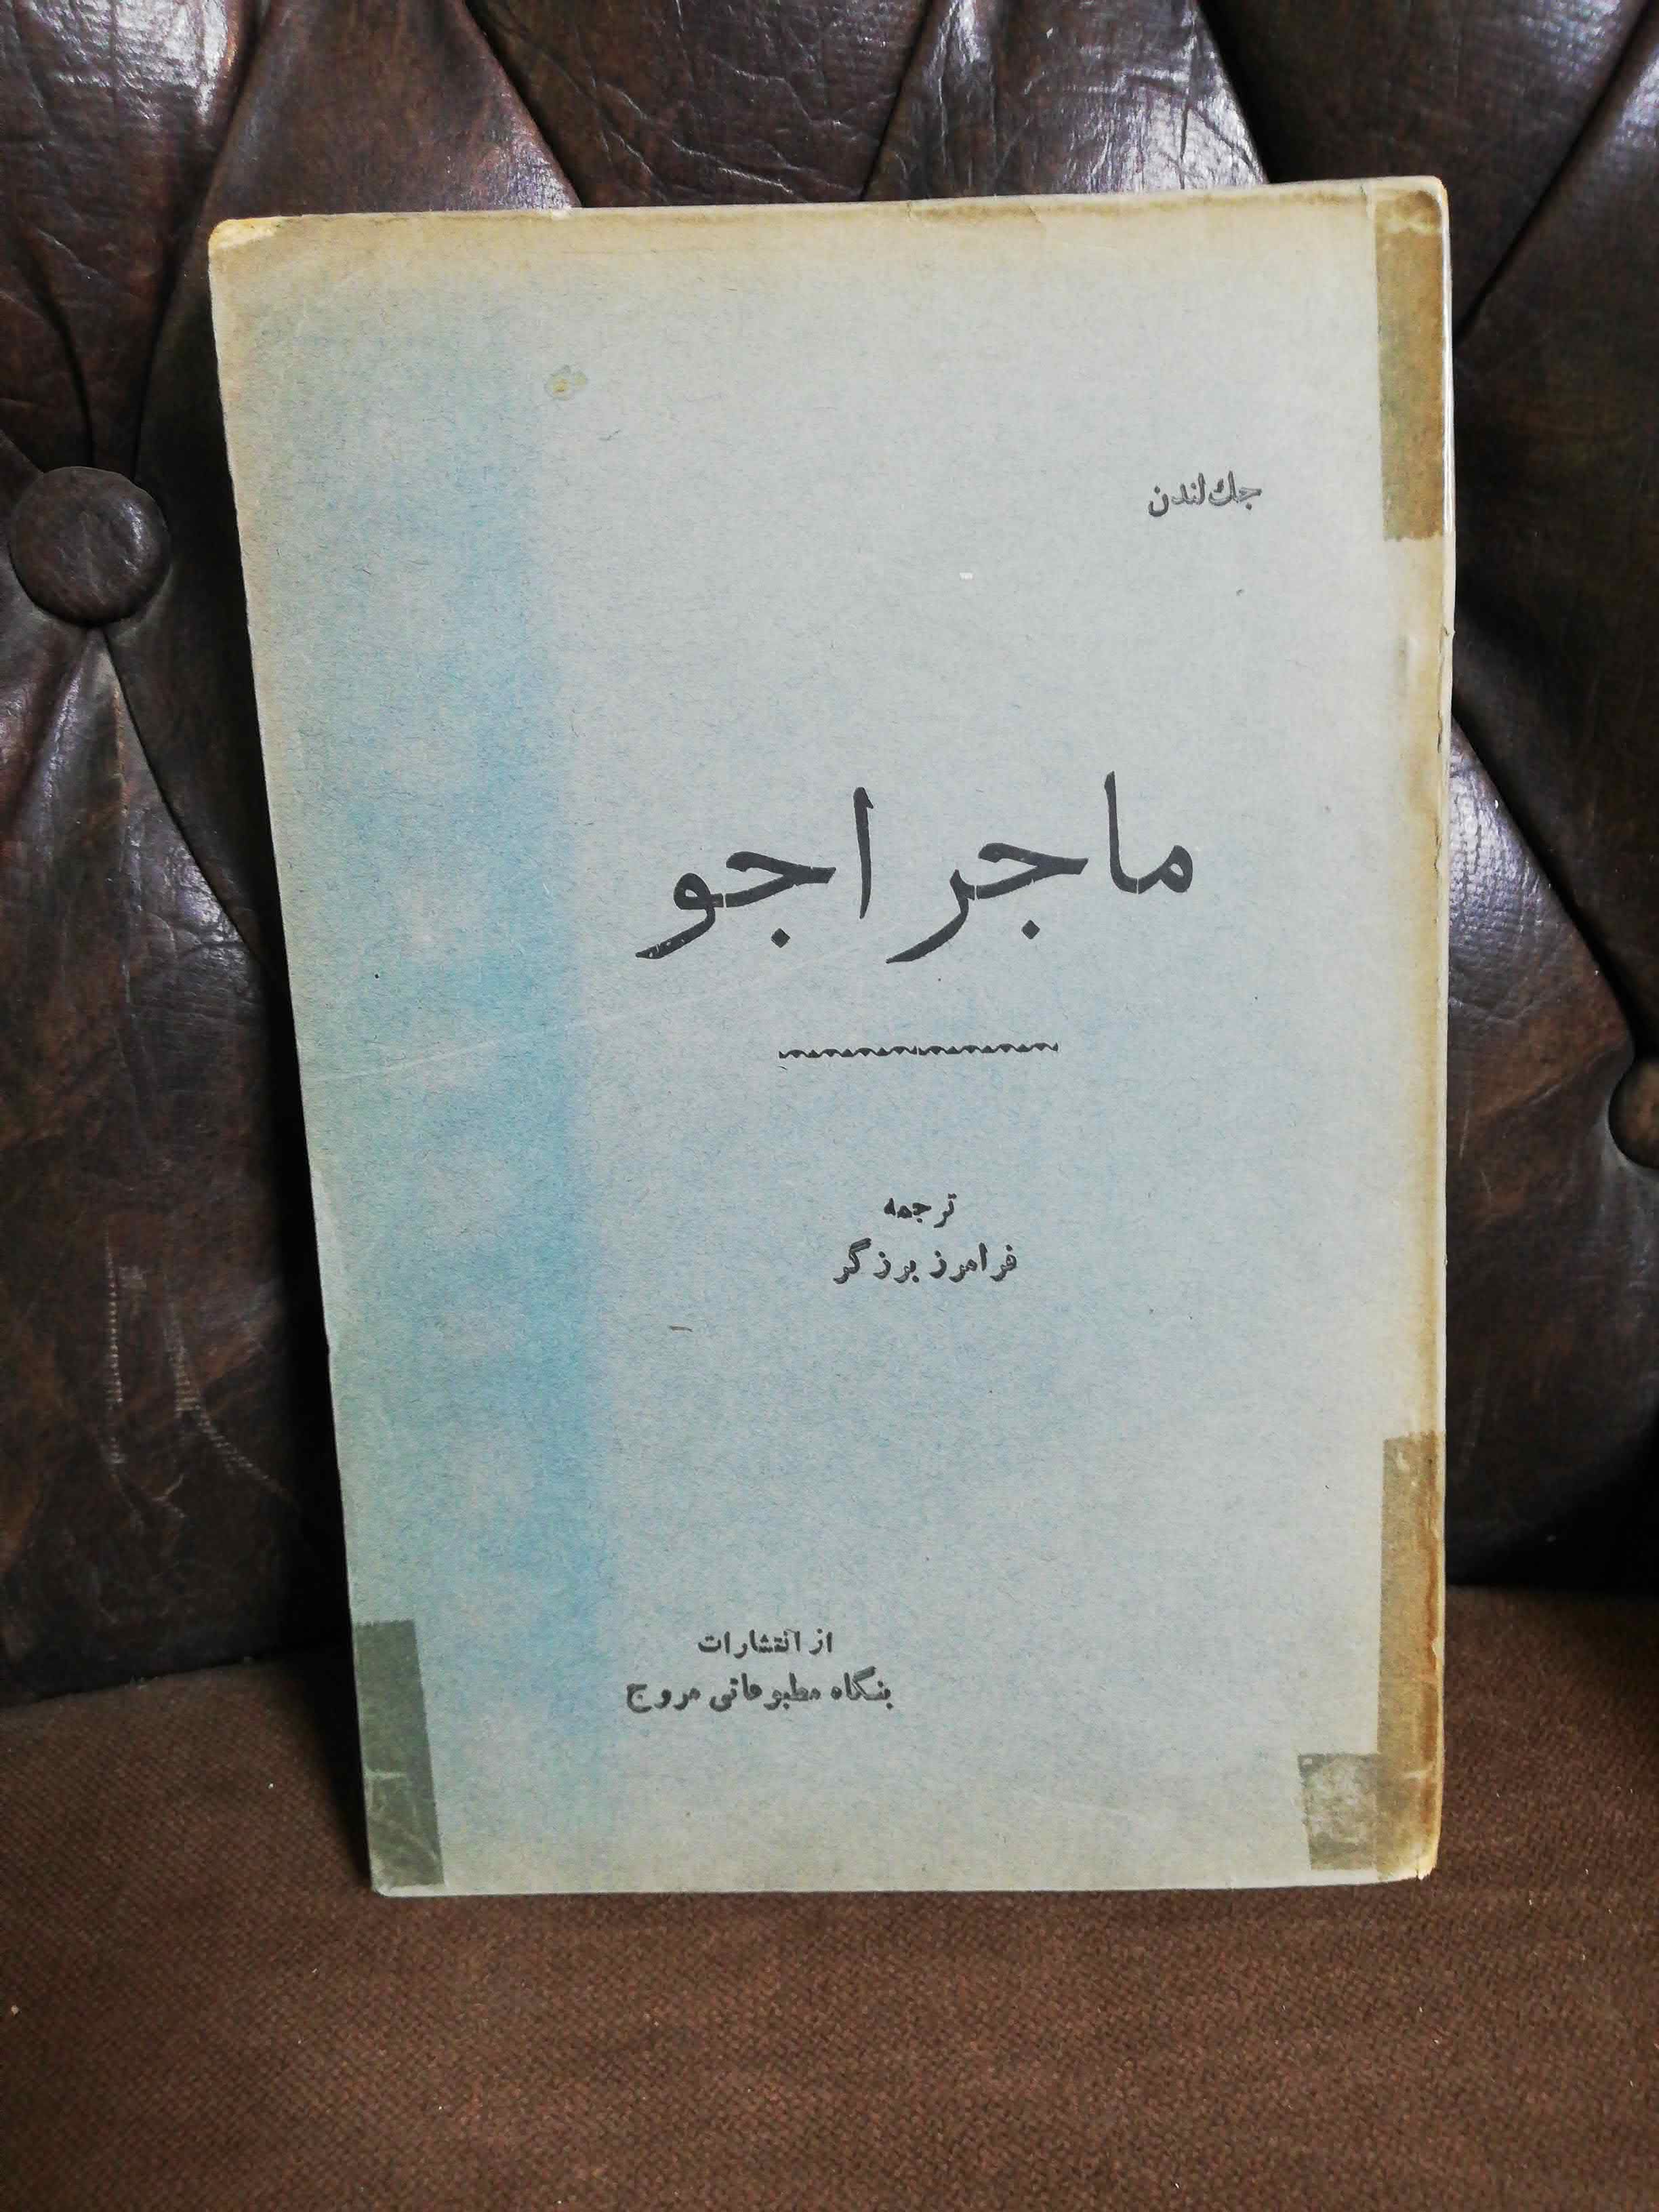 جك لندن
ماجراجو
ترجمه
فرامرز برزگر
از انتشارات
بنگاه مطبوعاتی مروج